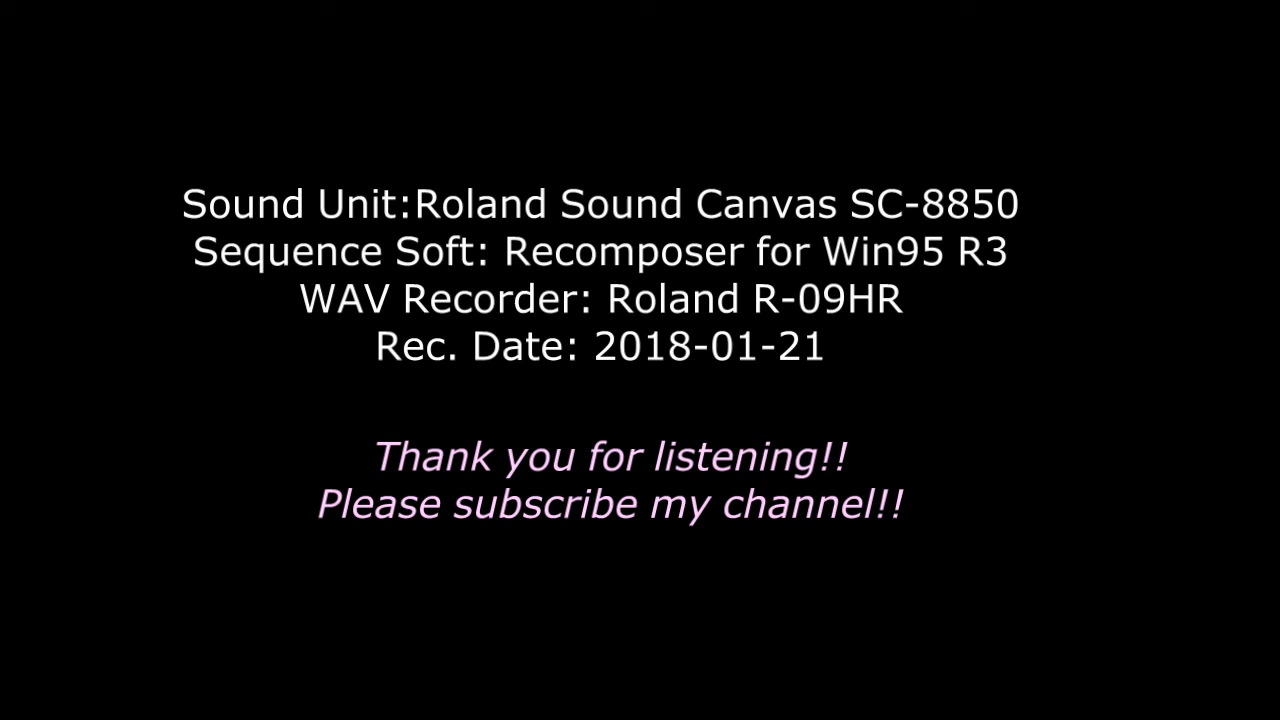 Sound Unit:Roland Sound Canvas SC-8850
Sequence Soft: Recomposer for Win95 R3
WAV Recorder: Roland R-09HR
Rec. Date: 2018-01-21
Thank you for listening!!
Please subscribe my channel!!